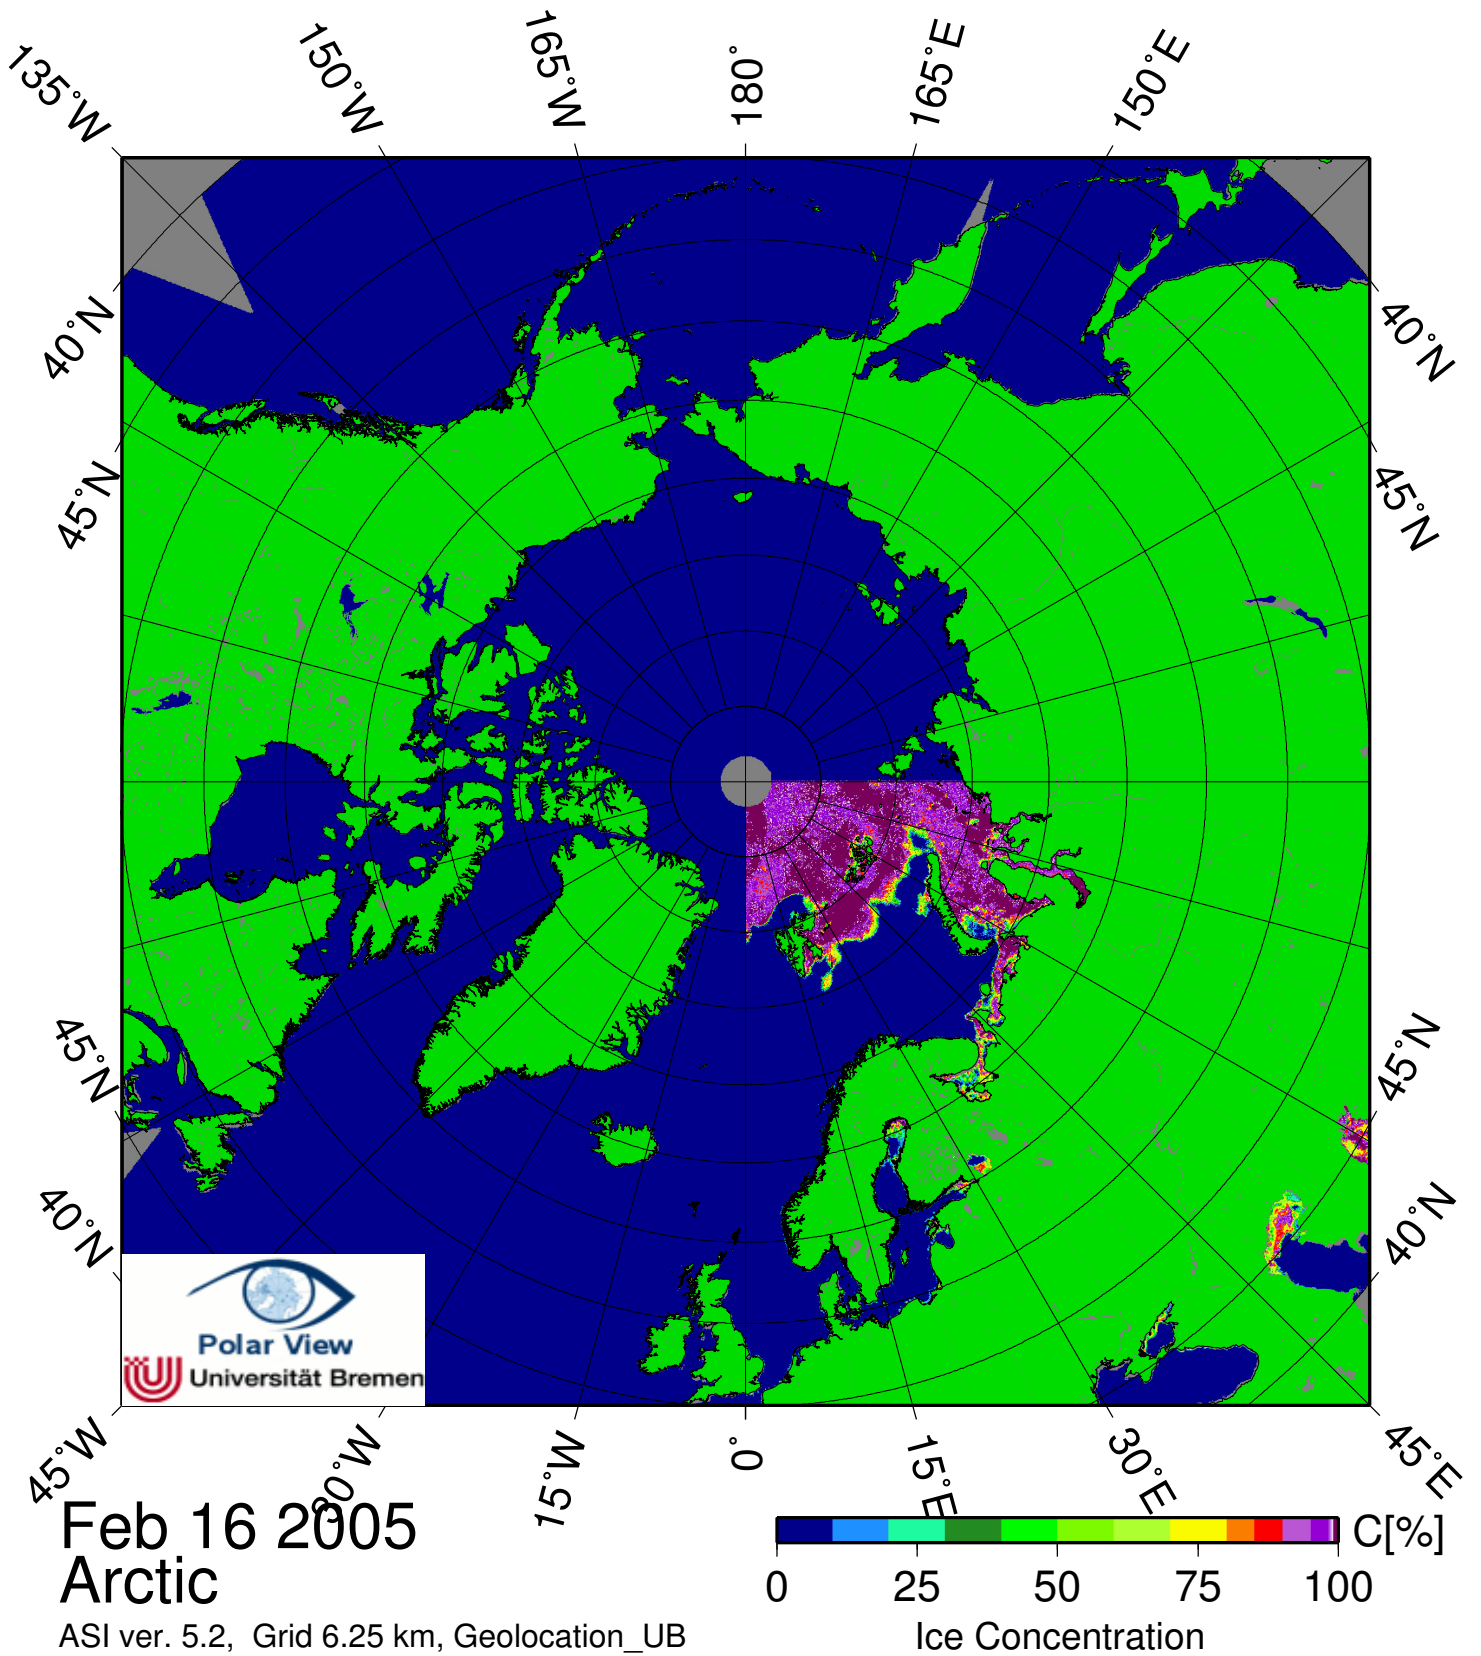 135°W 150°W 165°W 180° 165°E 150°E
40°N 40°N
45°N 45°N
45°N 45°N
40°N 40°N
Polar View
Universität Bremen
45°W 30°W 15°W 0° 15°E 30°E 45°E
Feb 16 2005
Arctic
ASI ver. 5.2, Grid 6.25 km, Geolocation_UB
C[%]
0 25 50 75 100
Ice Concentration